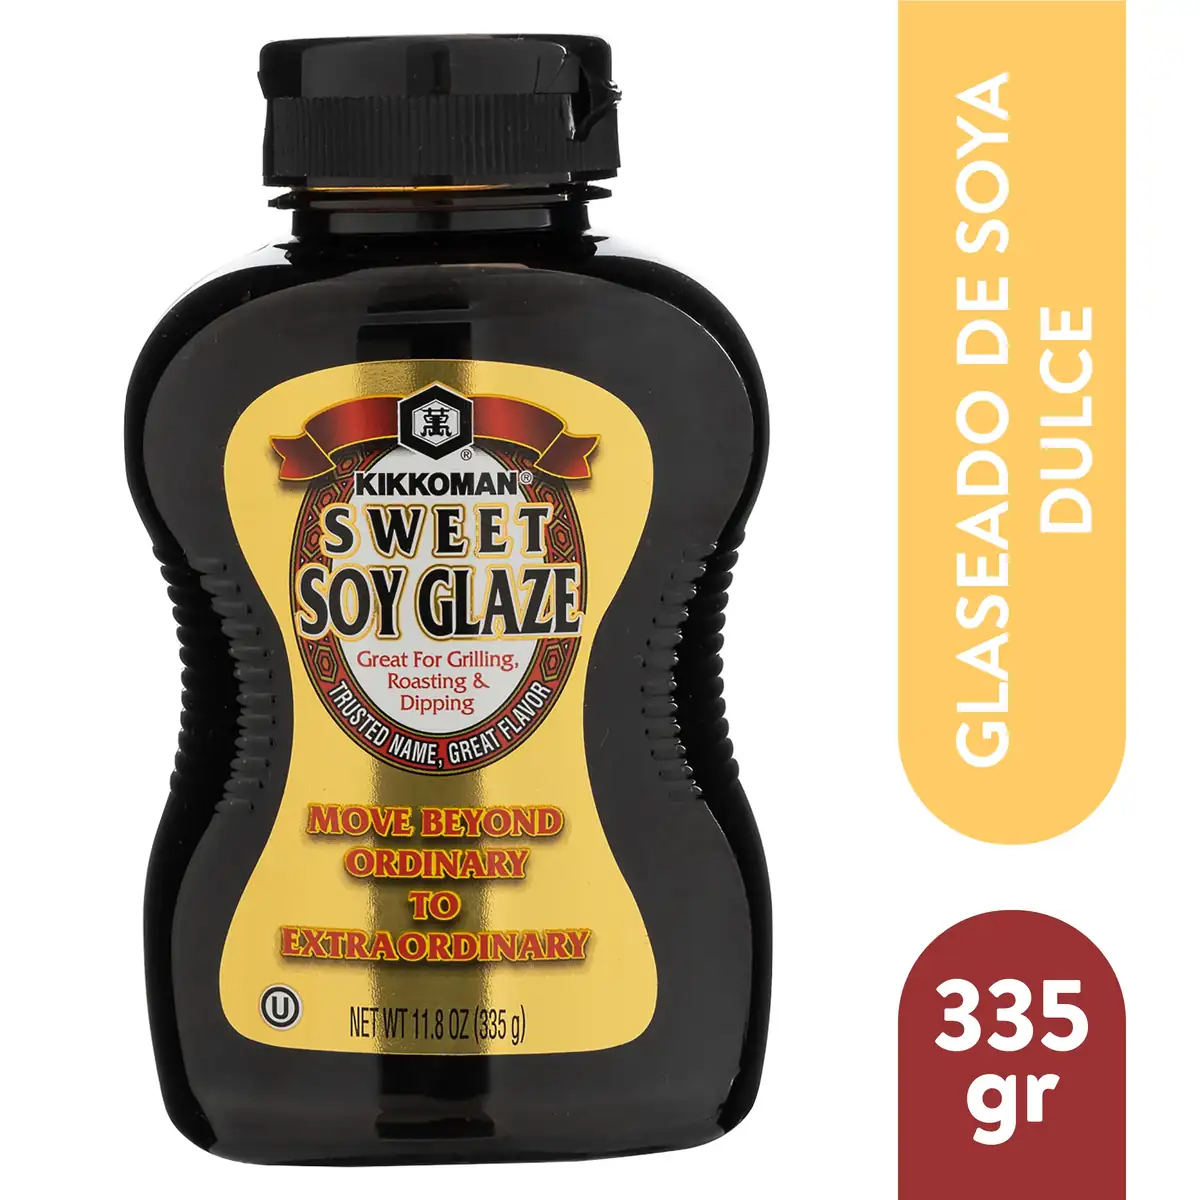 萬
®
KIKKOMAN®
SWEET
SOY GLAZE
Great For Grilling,
Roasting &
Dipping
TRUSTED NAME, GREAT FLAVOR
MOVE BEYOND
ORDINARY
TO
EXTRAORDINARY
U
NET WT 11.8 OZ (335 g)
GLASEADO DE SOYA
DULCE
335
gr